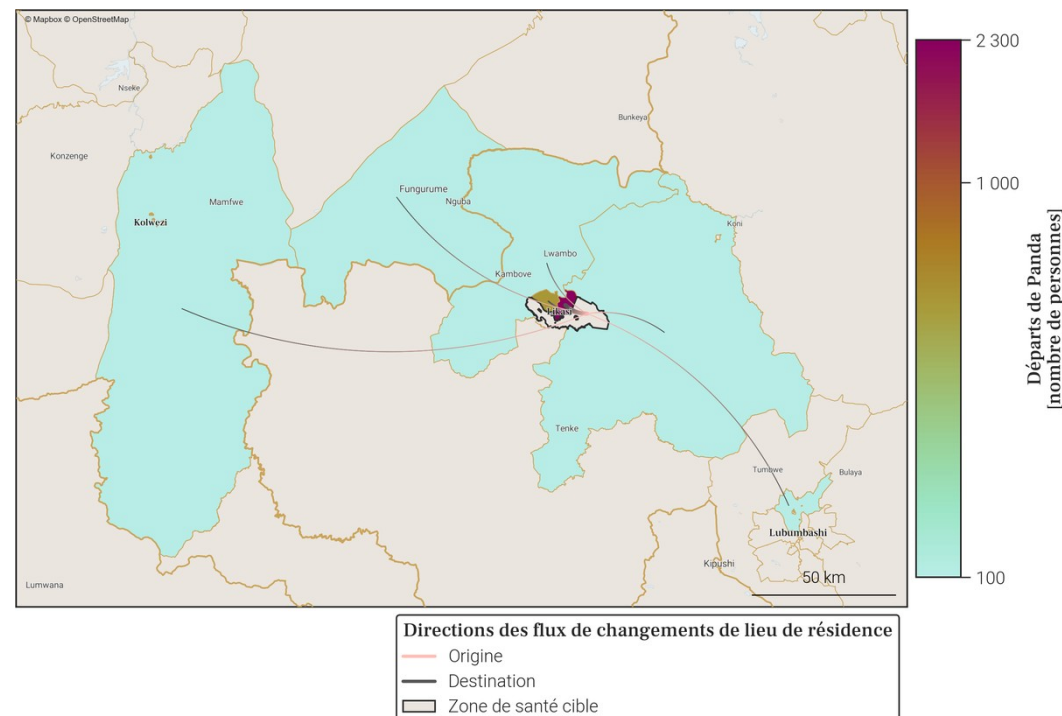 © Mapbox © OpenStreetMap
Nseke
Bunkeya
Konzenge
Fungurume
Mamfwe
Nguba
Kolwezi
Koni
Lwambo
Kambove
Likasi
Tenke
Tumbwe
Bulaya
Lubumbashi
Kipushi
Lumwana
50 km
2 300
1 000
100
Départs de Panda
[nombre de personnes]
Directions des flux de changements de lieu de résidence
Origine
Destination
Zone de santé cible